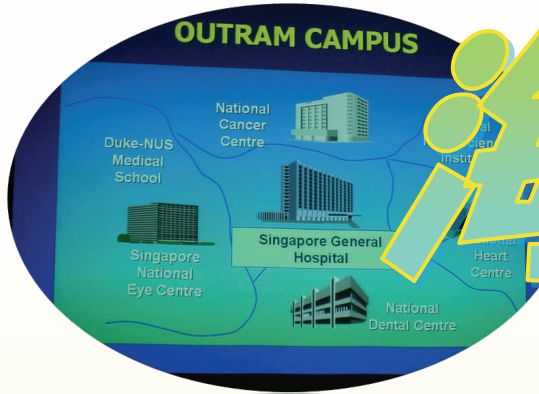 OUTRAM CAMPUS
National
Cancer
Centre
Duke-NUS
Medical
School
Singapore General
Hospital
Singapore
National
Eye Centre
Heart
Centre
National
Dental Centre